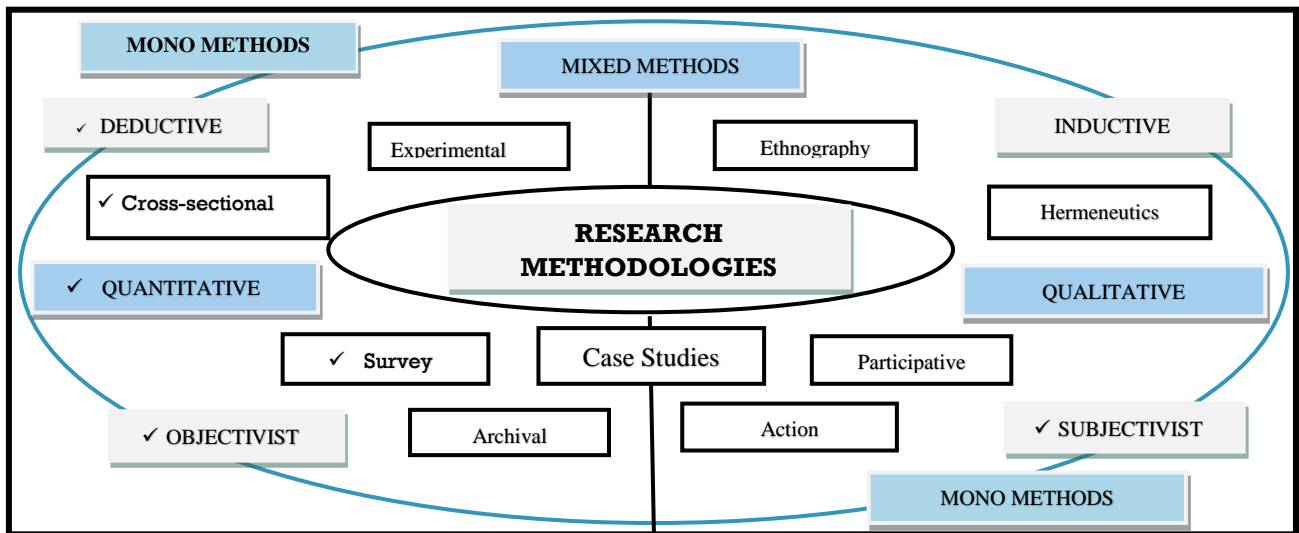 MONO METHODS
MIXED METHODS
✓ DEDUCTIVE
INDUCTIVE
Experimental
Ethnography
✓ Cross-sectional
Hermeneutics
RESEARCH
METHODOLOGIES
✓ QUANTITATIVE
QUALITATIVE
✓ Survey
Case Studies
Participative
✓ OBJECTIVIST
Archival
Action
✓ SUBJECTIVIST
MONO METHODS